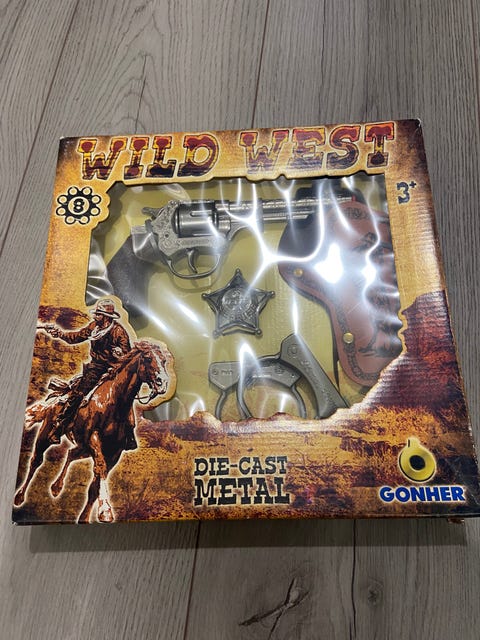 WILD WEST
8
3+
DIE-CAST
METAL
GONHER